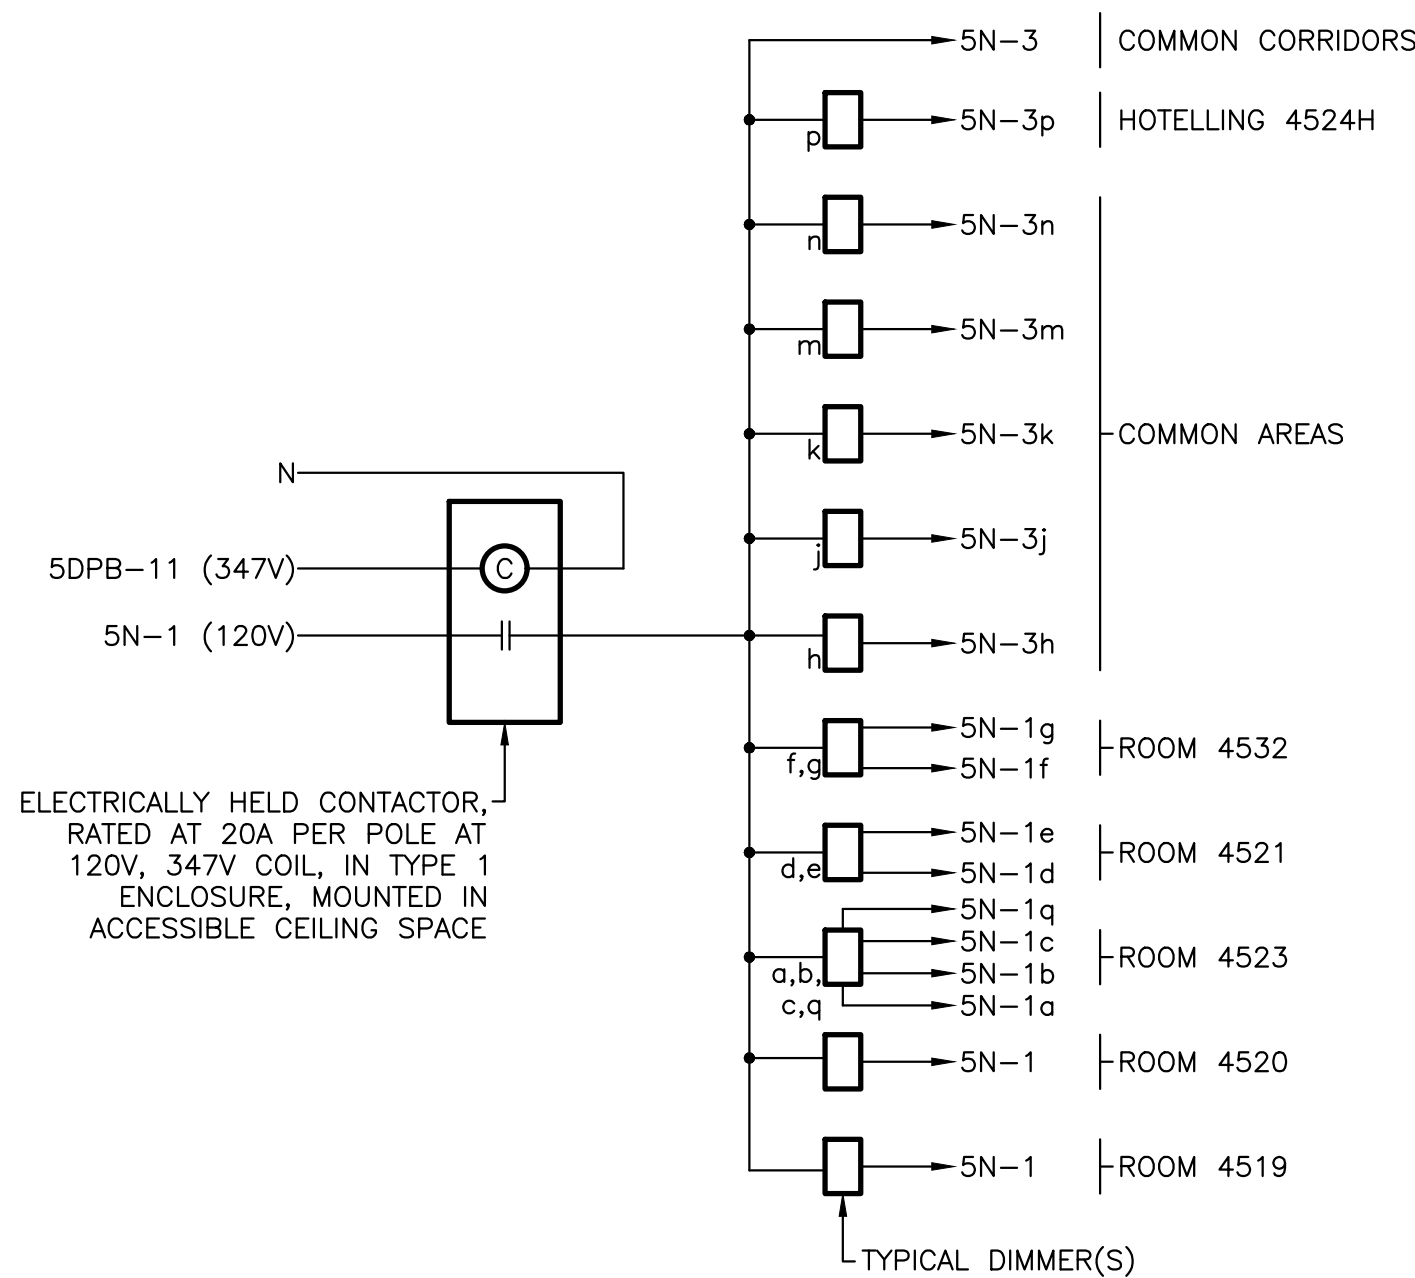 5N-3
COMMON CORRIDORS
p
5N-3p
HOTELLING 4524H
n
5N-3n
m
5N-3m
k
5N-3k
COMMON AREAS
j
5N-3j
h
5N-3h
N
5DPB-11 (347V)
C
5N-1 (120V)
ELECTRICALLY HELD CONTACTOR,
RATED AT 20A PER POLE AT
120V, 347V COIL, IN TYPE 1
ENCLOSURE, MOUNTED IN
ACCESSIBLE CEILING SPACE
f,g
5N-1g
5N-1f
ROOM 4532
d,e
5N-1e
5N-1d
ROOM 4521
a,b,
c,q
5N-1q
5N-1c
5N-1b
5N-1a
ROOM 4523
5N-1
ROOM 4520
5N-1
ROOM 4519
TYPICAL DIMMER(S)